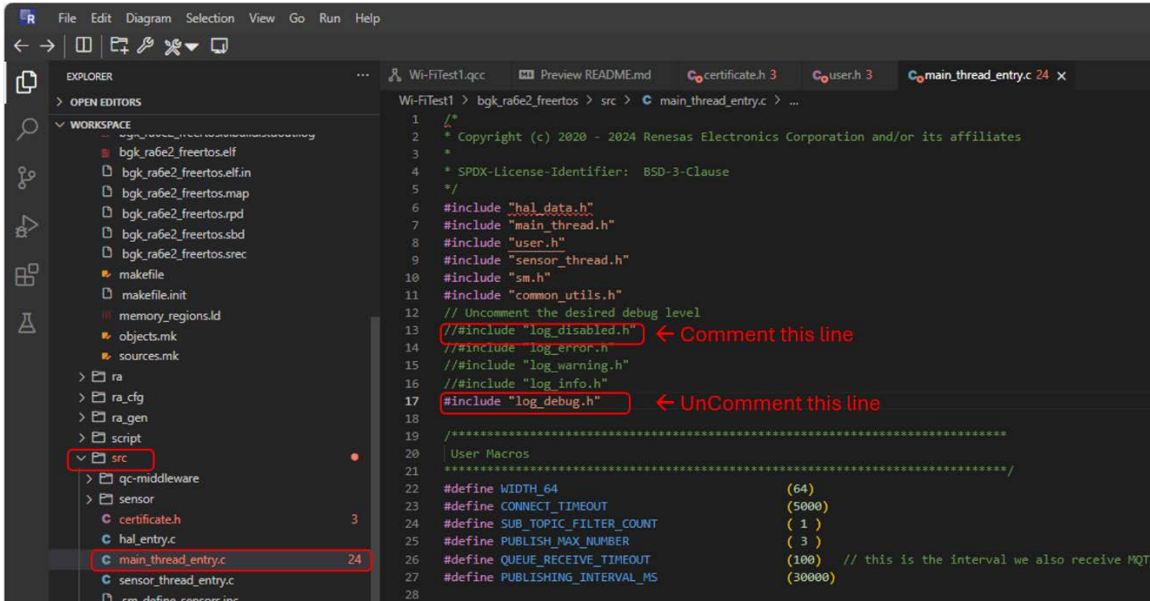 File Edit Diagram Selection View Go Run Help
EXPLORER
OPEN EDITORS
WORKSPACE
bgk_ra6e2_freertos.elf
bgk_ra6e2_freertos.elf.in
bgk_ra6e2_freertos.map
bgk_ra6e2_freertos.rpd
bgk_ra6e2_freertos.sbd
bgk_ra6e2_freertos.srec
makefile
makefile.init
memory_regions.ld
objects.mk
sources.mk
ra
ra_cfg
ra_gen
script
src
qc-middleware
sensor
certificate.h 3
hal_entry.c
main_thread_entry.c 24
sensor_thread_entry.c
sm_define_sensors.inc
Wi-FiTest1.qcc Preview README.md certificate.h 3 user.h 3 main_thread_entry.c 24
Wi-FiTest1 > bgk_ra6e2_freertos > src > C main_thread_entry.c > ...
1 /*
2 * Copyright (c) 2020 - 2024 Renesas Electronics Corporation and/or its affiliates
3 *
4 * SPDX-License-Identifier: BSD-3-Clause
5 */
6 #include "hal_data.h"
7 #include "main_thread.h"
8 #include "user.h"
9 #include "sensor_thread.h"
10 #include "sm.h"
11 #include "common_utils.h"
12 // Uncomment the desired debug level
13 //#include "log_disabled.h" ← Comment this line
14 //#include "log_error.h"
15 //#include "log_warning.h"
16 //#include "log_info.h"
17 #include "log_debug.h" ← UnComment this line
18
19 /******************************************************************************
20 User Macros
21 ******************************************************************************/
22 #define WIDTH_64 (64)
23 #define CONNECT_TIMEOUT (5000)
24 #define SUB_TOPIC_FILTER_COUNT ( 1 )
25 #define PUBLISH_MAX_NUMBER ( 3 )
26 #define QUEUE_RECEIVE_TIMEOUT (100) // this is the interval we also receive MQT
27 #define PUBLISHING_INTERVAL_MS (30000)
28